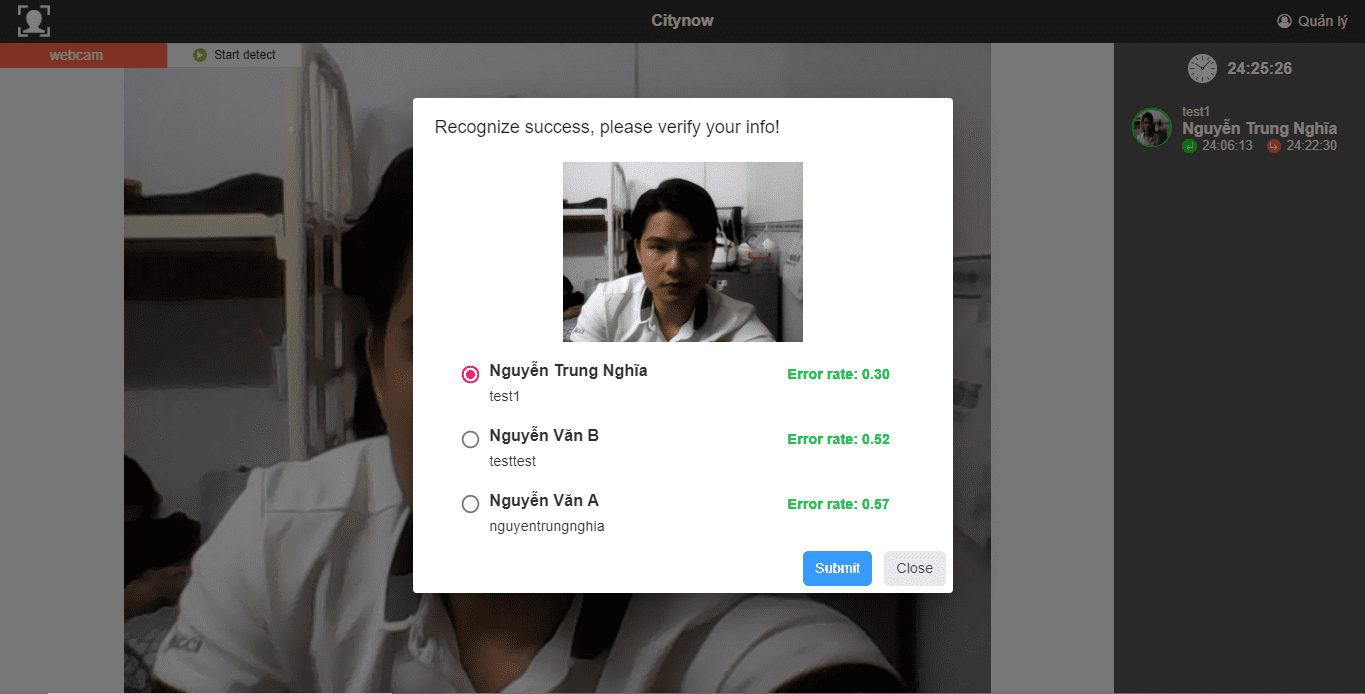 Citynow
Quản lý
webcam
Start detect
24:25:26
test1
Nguyễn Trung Nghĩa
24:06:13 24:22:30
Recognize success, please verify your info!
Nguyễn Trung Nghĩa
Error rate: 0.30
test1
Nguyễn Văn B
Error rate: 0.52
testtest
Nguyễn Văn A
Error rate: 0.57
nguyentrungnghia
Submit
Close